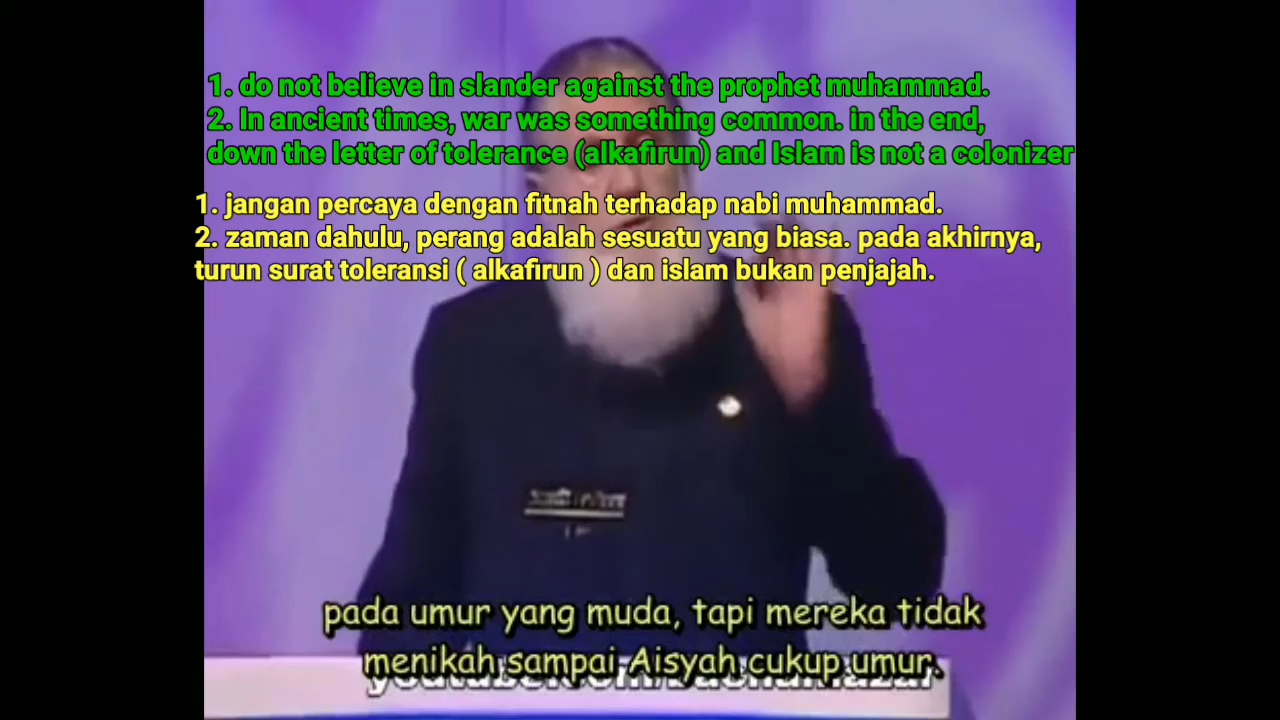 1. do not believe in slander against the prophet muhammad.
2. In ancient times, war was something common. in the end,
down the letter of tolerance (alkafirun) and Islam is not a colonizer
1. jangan percaya dengan fitnah terhadap nabi muhammad.
2. zaman dahulu, perang adalah sesuatu yang biasa. pada akhirnya,
turun surat toleransi ( alkafirun ) dan islam bukan penjajah.
pada umur yang muda, tapi mereka tidak
menikah sampai Aisyah cukup umur.